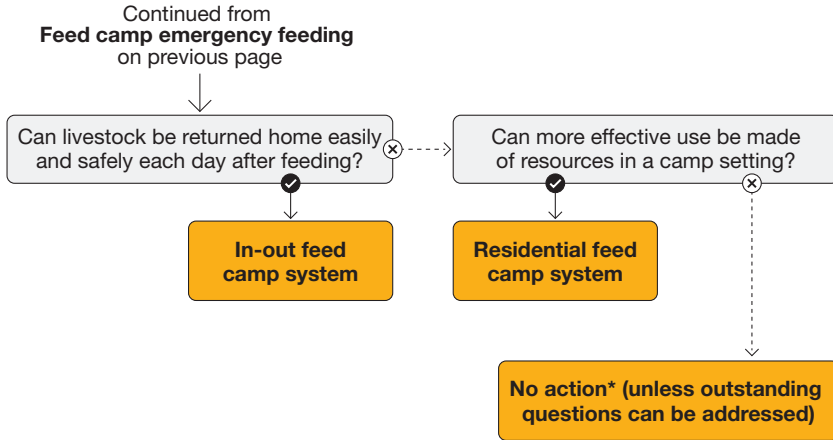 Continued from
Feed camp emergency feeding
on previous page
Can livestock be returned home easily
and safely each day after feeding?
Can more effective use be made
of resources in a camp setting?
In-out feed
camp system
Residential feed
camp system
No action* (unless outstanding
questions can be addressed)